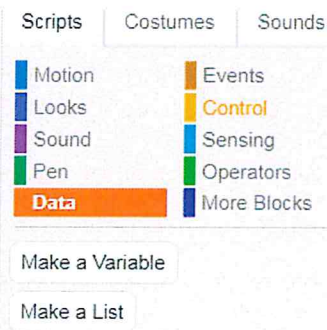 Scripts Costumes Sounds
Motion Events
Looks Control
Sound Sensing
Pen Operators
Data More Blocks
Make a Variable
Make a List